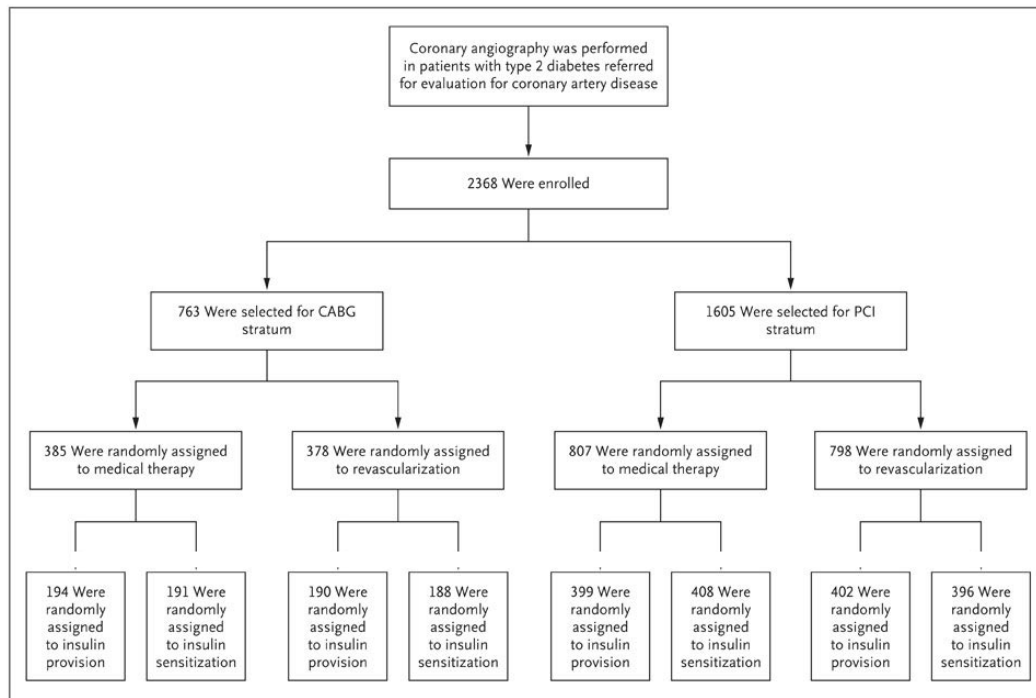 Coronary angiography was performed
in patients with type 2 diabetes referred
for evaluation for coronary artery disease
2368 Were enrolled
763 Were selected for CABG
stratum
1605 Were selected for PCI
stratum
385 Were randomly assigned
to medical therapy
378 Were randomly assigned
to revascularization
807 Were randomly assigned
to medical therapy
798 Were randomly assigned
to revascularization
194 Were
randomly
assigned
to insulin
provision
191 Were
randomly
assigned
to insulin
sensitization
190 Were
randomly
assigned
to insulin
provision
188 Were
randomly
assigned
to insulin
sensitization
399 Were
randomly
assigned
to insulin
provision
408 Were
randomly
assigned
to insulin
sensitization
402 Were
randomly
assigned
to insulin
provision
396 Were
randomly
assigned
to insulin
sensitization